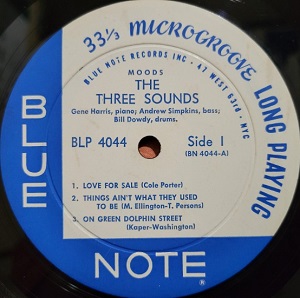 33 1/3 MICROGROOVE LONG PLAYING
BLUE NOTE RECORDS INC • 47 WEST 63rd • NYC
MOODS
THE
THREE SOUNDS
Gene Harris, piano; Andrew Simpkins, bass;
Bill Dowdy, drums.
BLP 4044 Side 1
(BN 4044-A)
1. LOVE FOR SALE (Cole Porter)
2. THINGS AIN'T WHAT THEY USED
TO BE (M. Ellington-T. Persons)
3. ON GREEN DOLPHIN STREET
(Kaper-Washington)
BLUE
NOTE ®